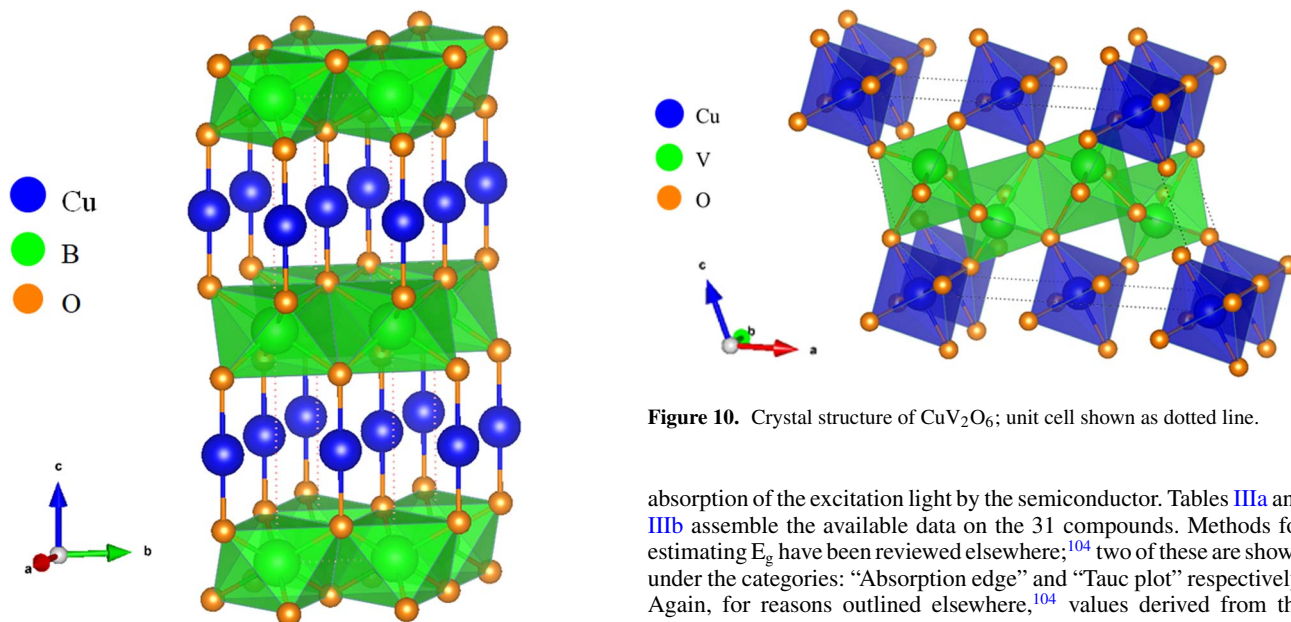 Cu
B
O
c
b
a
Cu
V
O
c
b
a
Figure 10. Crystal structure of CuV₂O₆; unit cell shown as dotted line.
absorption of the excitation light by the semiconductor. Tables IIIa an
IIIb assemble the available data on the 31 compounds. Methods fo
estimating E_g have been reviewed elsewhere;¹⁰⁴ two of these are show
under the categories: “Absorption edge” and “Tauc plot” respectively
Again, for reasons outlined elsewhere,¹⁰⁴ values derived from th